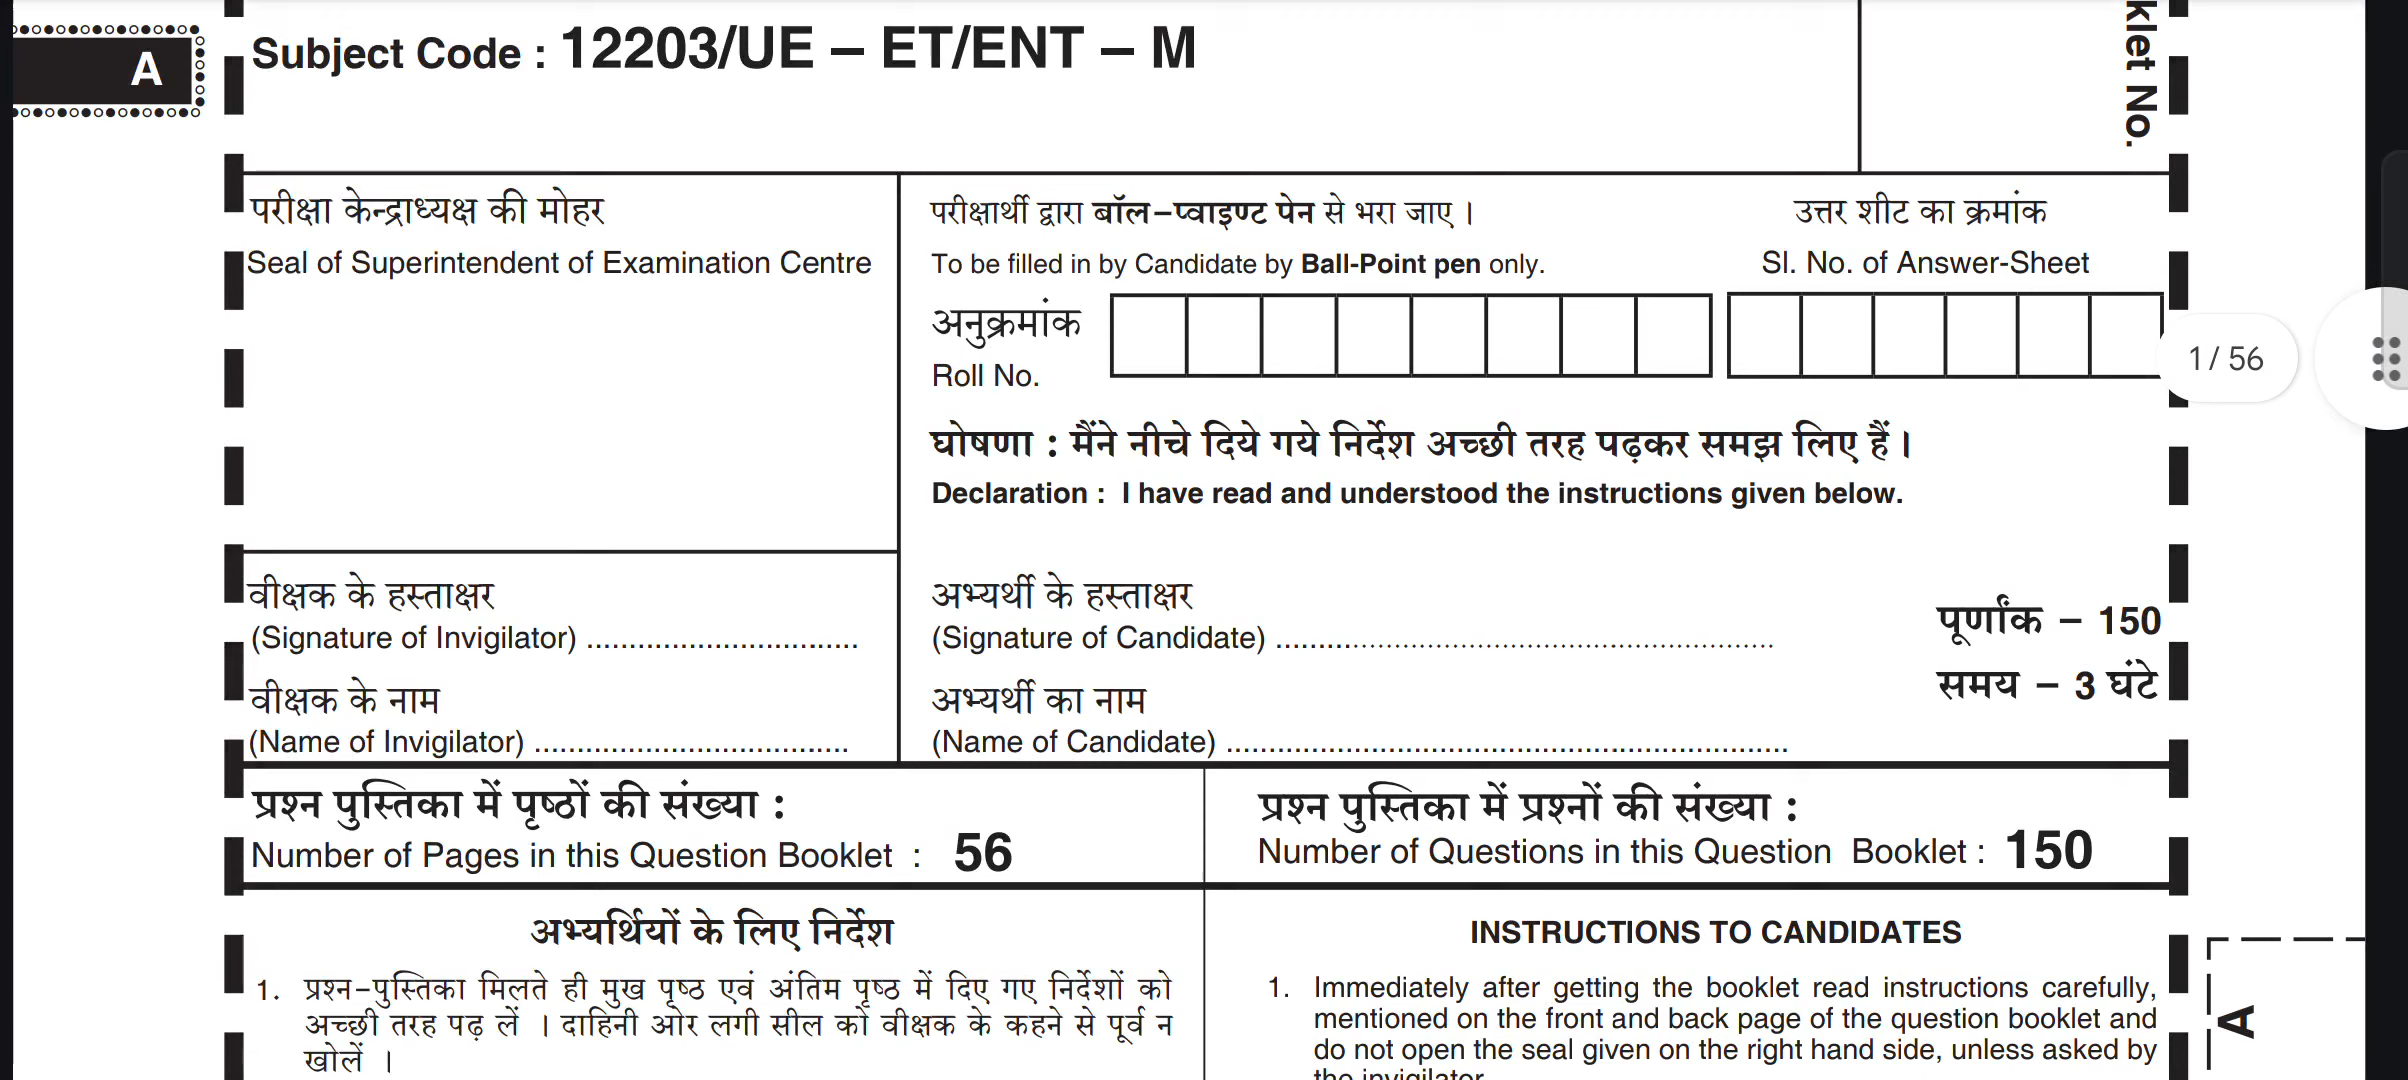 A
Subject Code : 12203/UE – ET/ENT – M
klet No.
परीक्षा केन्द्राध्यक्ष की मोहर
Seal of Superintendent of Examination Centre
परीक्षार्थी द्वारा बॉल–प्वाइण्ट पेन से भरा जाए ।
To be filled in by Candidate by Ball-Point pen only.
उत्तर शीट का क्रमांक
Sl. No. of Answer-Sheet
अनुक्रमांक
Roll No.
1 / 56
घोषणा : मैंने नीचे दिये गये निर्देश अच्छी तरह पढ़कर समझ लिए हैं ।
Declaration : I have read and understood the instructions given below.
वीक्षक के हस्ताक्षर
(Signature of Invigilator) ................................
वीक्षक के नाम
(Name of Invigilator) .....................................
अभ्यर्थी के हस्ताक्षर
(Signature of Candidate) ............................................................
अभ्यर्थी का नाम
(Name of Candidate) ..................................................................
पूर्णांक – 150
समय – 3 घंटे
प्रश्न पुस्तिका में पृष्ठों की संख्या :
Number of Pages in this Question Booklet : 56
प्रश्न पुस्तिका में प्रश्नों की संख्या :
Number of Questions in this Question Booklet : 150
अभ्यर्थियों के लिए निर्देश
1. प्रश्न–पुस्तिका मिलते ही मुख पृष्ठ एवं अंतिम पृष्ठ में दिए गए निर्देशों को
अच्छी तरह पढ़ लें । दाहिनी ओर लगी सील को वीक्षक के कहने से पूर्व न
खोलें ।
INSTRUCTIONS TO CANDIDATES
1. Immediately after getting the booklet read instructions carefully,
mentioned on the front and back page of the question booklet and
do not open the seal given on the right hand side, unless asked by
the invigilator
A